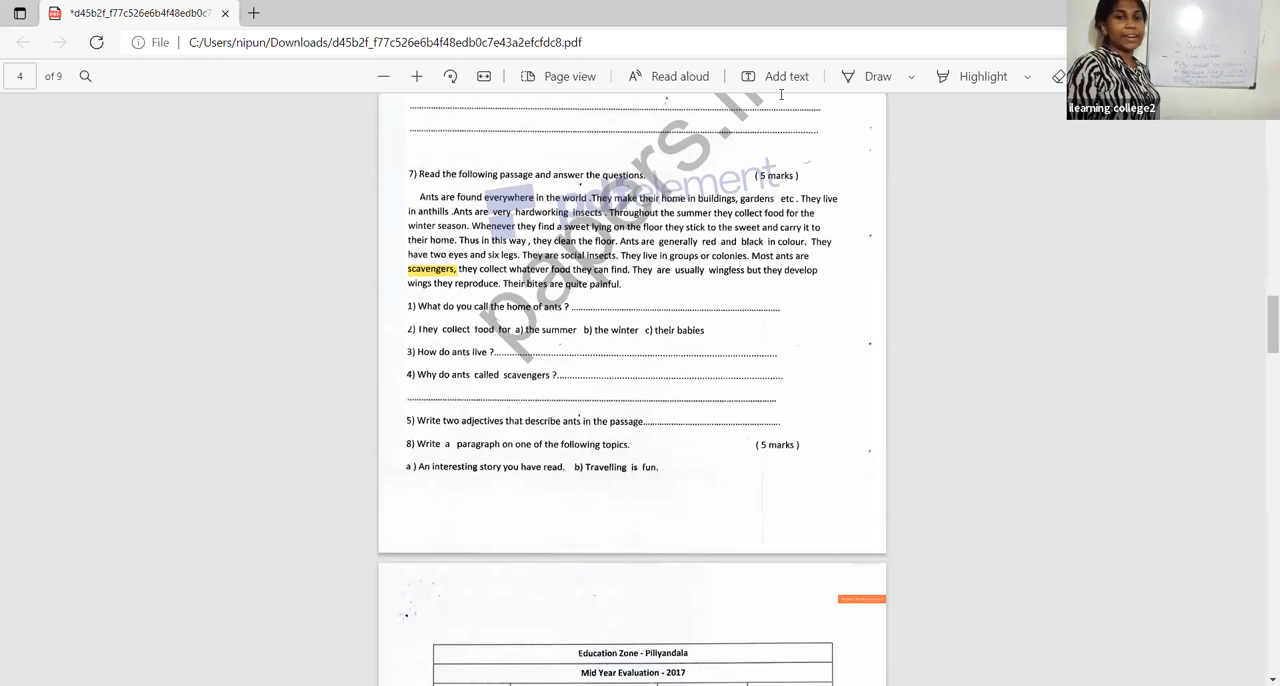 *d45b2f_f77c526e6b4f48edb0c7
File
C:/Users/nipun/Downloads/d45b2f_f77c526e6b4f48edb0c7e43a2efcfdc8.pdf
4 of 9
Page view
Read aloud
Add text
Draw
Highlight
ilearning college2
7) Read the following passage and answer the questions. ( 5 marks )
Ants are found everywhere in the world .They make their home in buildings, gardens etc . They live
in anthills .Ants are very hardworking insects . Throughout the summer they collect food for the
winter season. Whenever they find a sweet lying on the floor they stick to the sweet and carry it to
their home. Thus in this way , they clean the floor. Ants are generally red and black in colour. They
have two eyes and six legs. They are social insects. They live in groups or colonies. Most ants are
scavengers, they collect whatever food they can find. They are usually wingless but they develop
wings they reproduce. Their bites are quite painful.
1) What do you call the home of ants ? ..................................................
2) They collect food for a) the summer b) the winter c) their babies
3) How do ants live ?..................................................
4) Why do ants called scavengers ?..................................................
5) Write two adjectives that describe ants in the passage..................................
8) Write a paragraph on one of the following topics. ( 5 marks )
a ) An interesting story you have read. b) Travelling is fun.
Education Zone - Piliyandala
Mid Year Evaluation - 2017